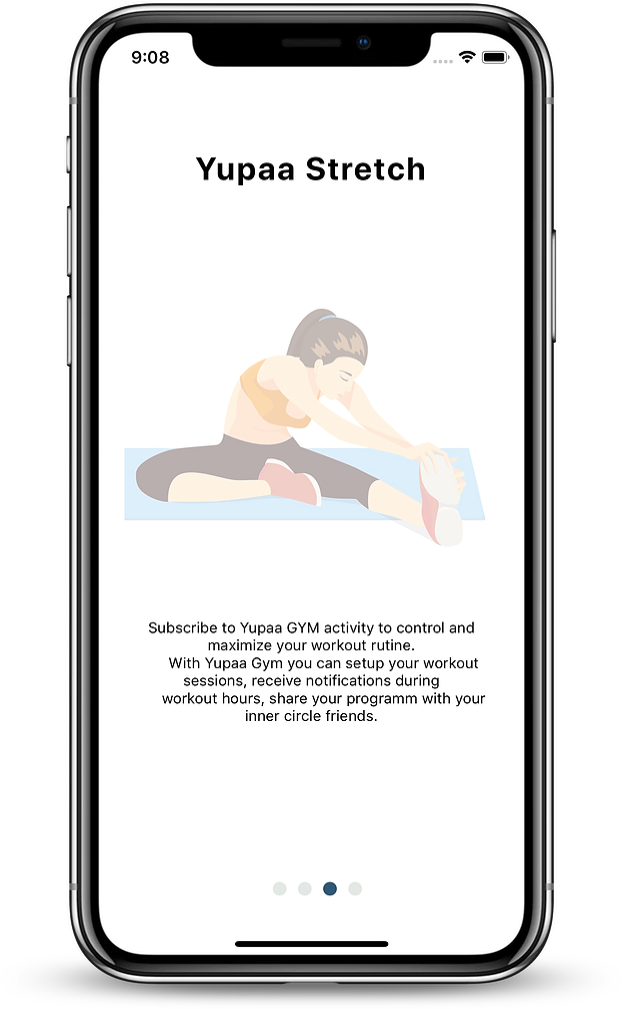 9:08
Yupaa Stretch
Subscribe to Yupaa GYM activity to control and
maximize your workout rutine.
With Yupaa Gym you can setup your workout
sessions, receive notifications during
workout hours, share your programm with your
inner circle friends.